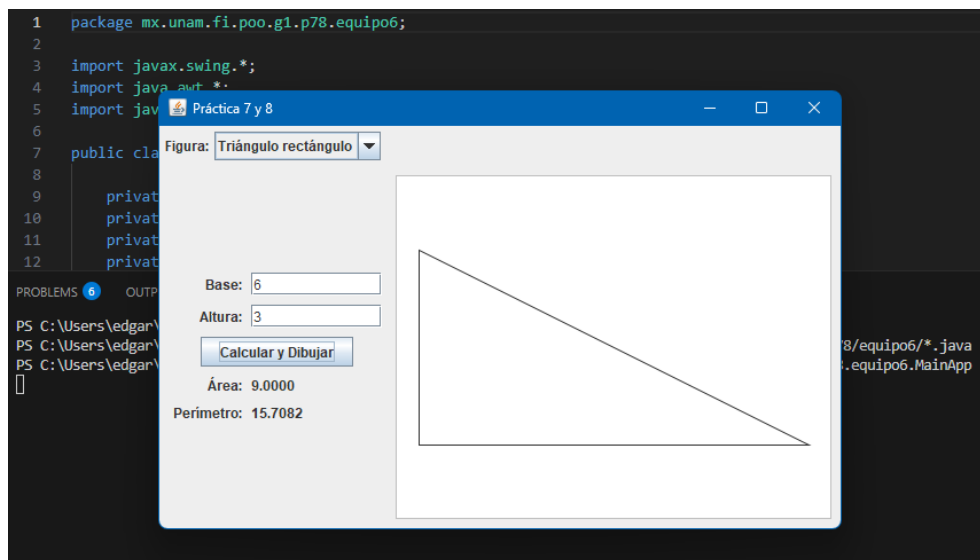 1 package mx.unam.fi.poo.g1.p78.equipo6;
2
3 import javax.swing.*;
4 import java.awt.*;
5 import jav
6
7 public cla
8
9 privat
10 privat
11 privat
12 privat
Práctica 7 y 8
Figura: Triángulo rectángulo
Base: 6
Altura: 3
Calcular y Dibujar
Área: 9.0000
Perímetro: 15.7082
PROBLEMS 6 OUTP
PS C:\Users\edgar\
PS C:\Users\edgar\ 78/equipo6/*.java
PS C:\Users\edgar\ .equipo6.MainApp